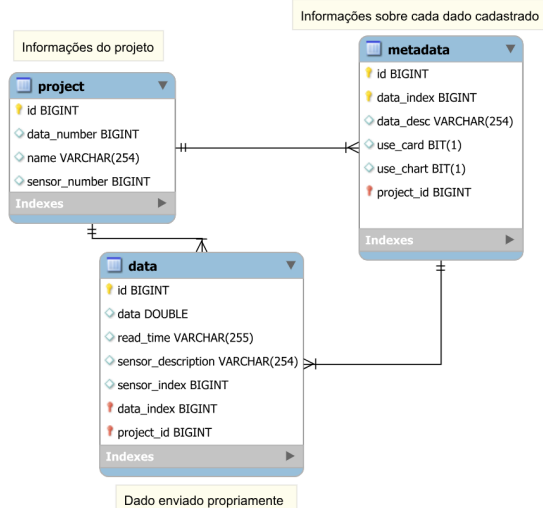 Informações sobre cada dado cadastrado
Informações do projeto
project
id BIGINT
data_number BIGINT
name VARCHAR(254)
sensor_number BIGINT
Indexes
metadata
id BIGINT
data_index BIGINT
data_desc VARCHAR(254)
use_card BIT(1)
use_chart BIT(1)
project_id BIGINT
Indexes
data
id BIGINT
data DOUBLE
read_time VARCHAR(255)
sensor_description VARCHAR(254)
sensor_index BIGINT
data_index BIGINT
project_id BIGINT
Indexes
Dado enviado propriamente